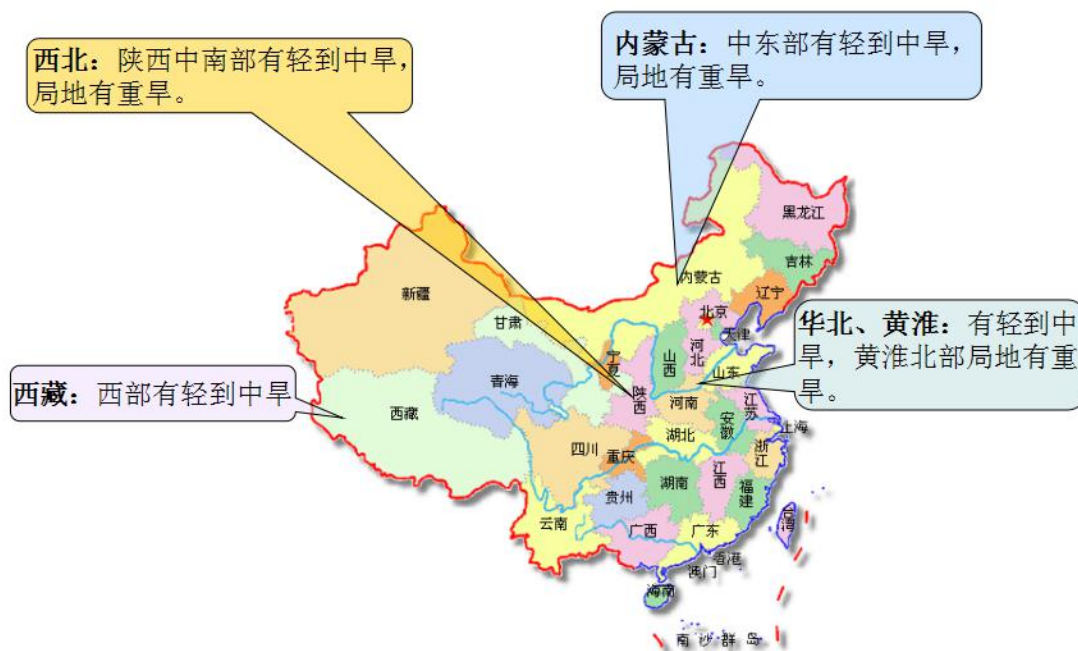 西北：陕西中南部有轻到中旱，
局地有重旱。
内蒙古：中东部有轻到中旱，
局地有重旱。
黑龙江
吉林
内蒙古
辽宁
新疆
北京
甘肃
天津
华北、黄淮：有轻到中
旱，黄淮北部局地有重
旱。
宁夏
山西
河北
山东
青海
西藏：西部有轻到中旱
陕西
西藏
河南
江苏
安徽
上海
湖北
四川
重庆
浙江
江西
湖南
贵州
福建
云南
广西
广东
台湾
香港
澳门
海南
南沙群岛